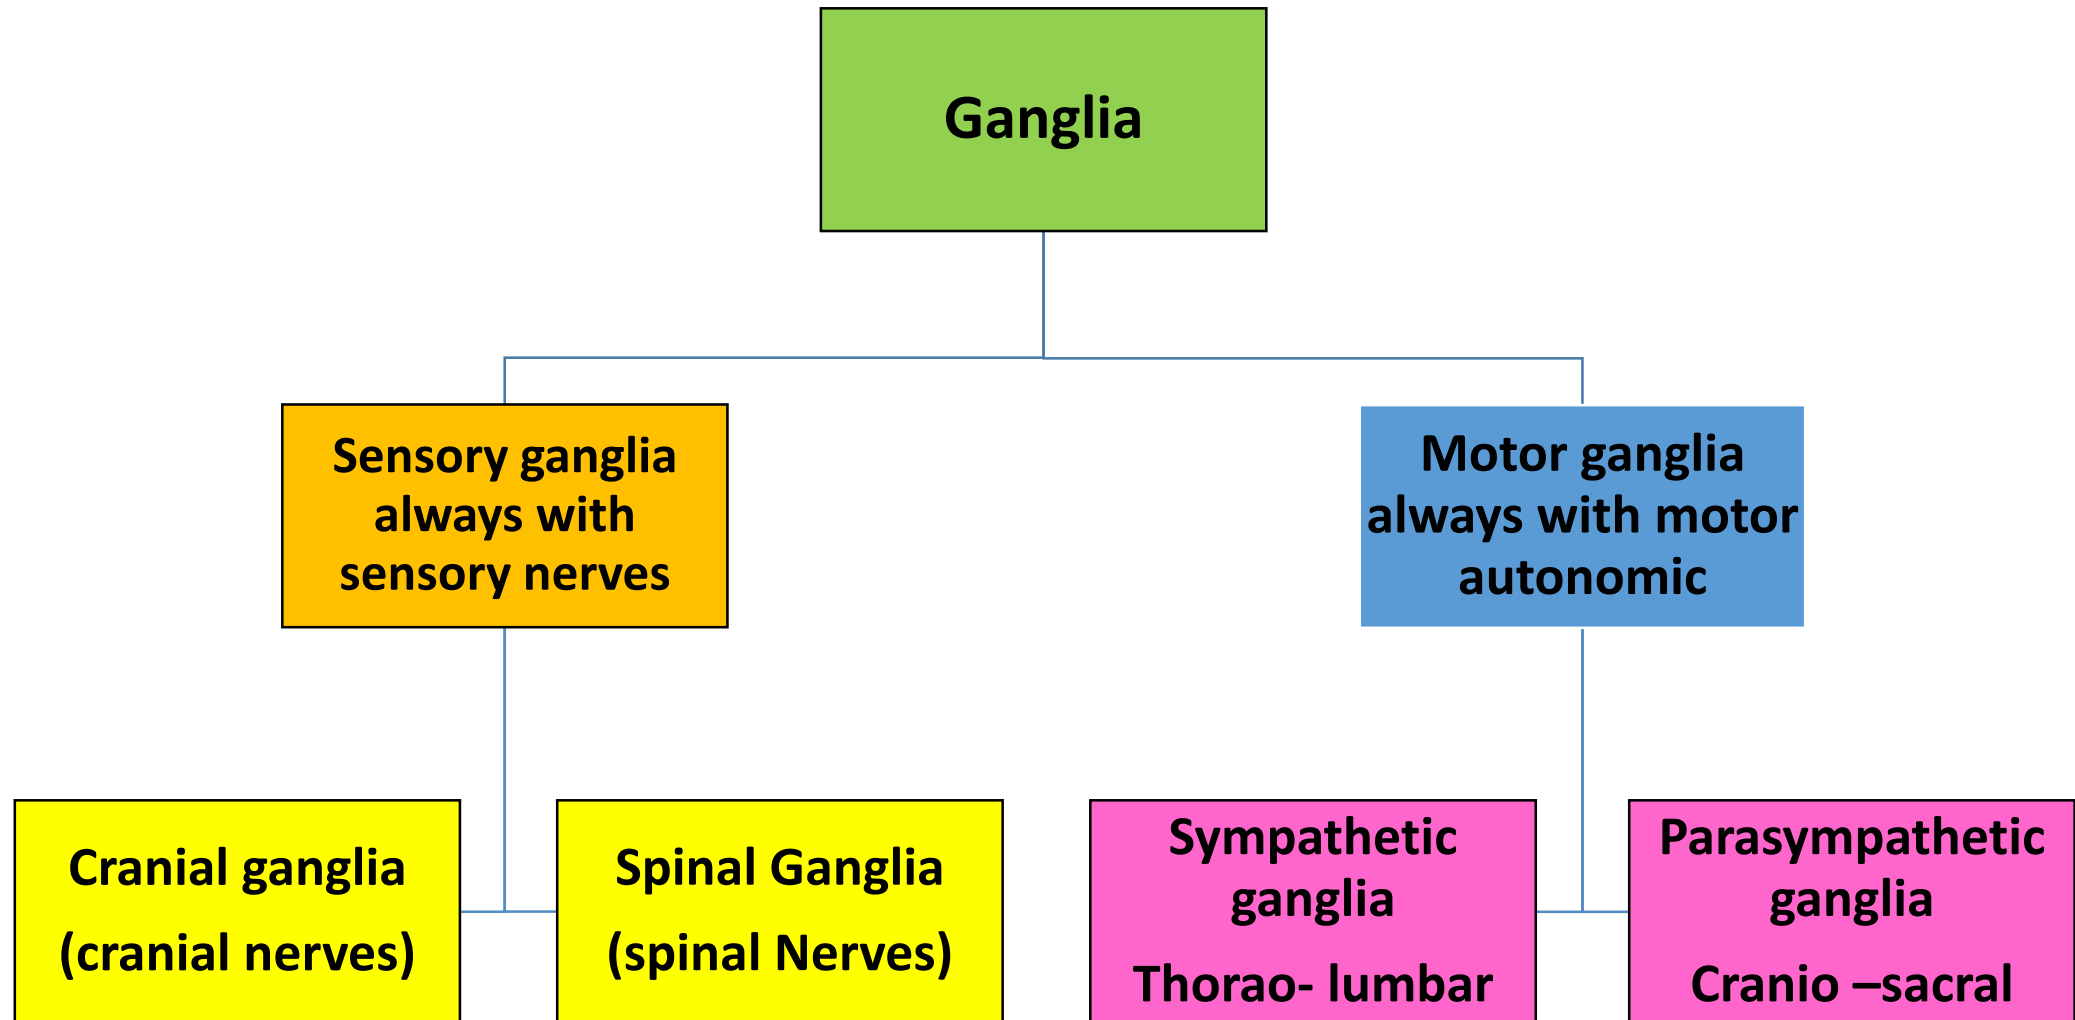 Ganglia
Sensory ganglia
always with
sensory nerves
Motor ganglia
always with motor
autonomic
Cranial ganglia
(cranial nerves)
Spinal Ganglia
(spinal Nerves)
Sympathetic
ganglia
Thorao- lumbar
Parasympathetic
ganglia
Cranio –sacral